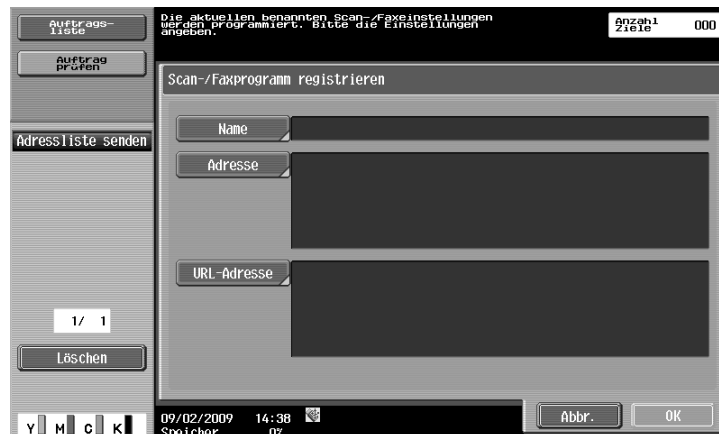 Auftrags-
liste
Auftrag
prüfen
Adressliste senden
1/ 1
Löschen
Y M C K
Die aktuellen benannten Scan-/Faxeinstellungen
werden programmiert. Bitte die Einstellungen
angeben.
Anzahl
Ziele 000
Scan-/Faxprogramm registrieren
Name
Adresse
URL-Adresse
Abbr. OK
09/02/2009 14:38
Speicher 0%